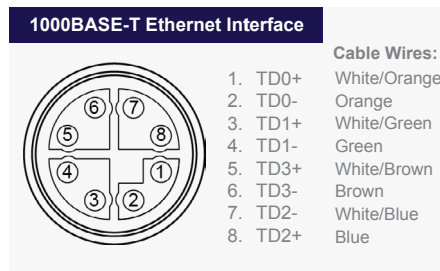 1000BASE-T Ethernet Interface
Cable Wires:
1. TD0+ White/Orange
2. TD0- Orange
3. TD1+ White/Green
4. TD1- Green
5. TD3+ White/Brown
6. TD3- Brown
7. TD2- White/Blue
8. TD2+ Blue
6 7
5 8
4 1
3 2